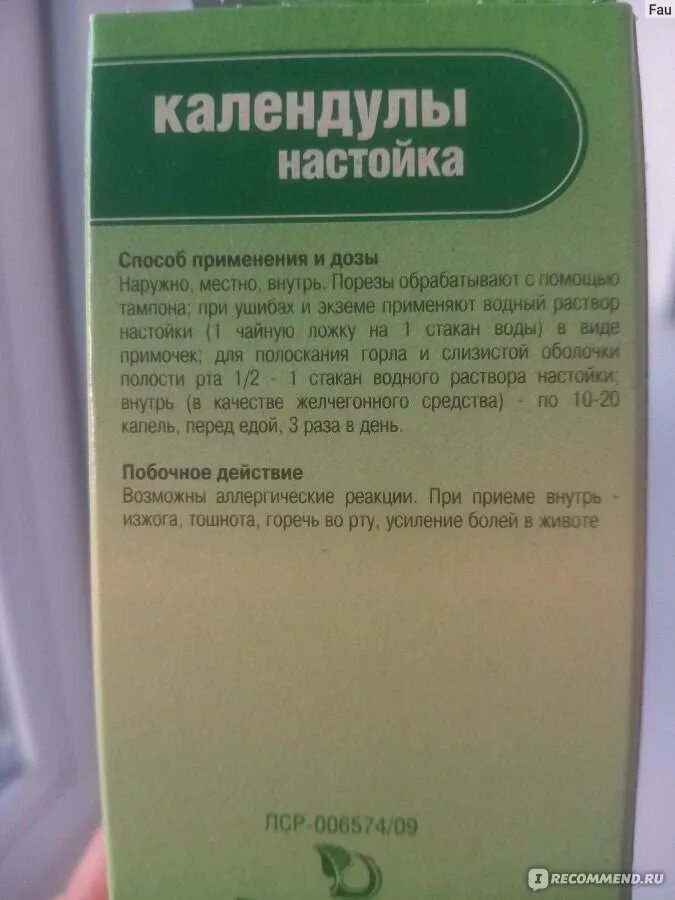 Fau
календулы
настойка
Способ применения и дозы
Наружно, местно, внутрь. Порезы обрабатывают с помощью
тампона; при ушибах и экземе применяют водный раствор
настойки (1 чайную ложку на 1 стакан воды) в виде
примочек; для полоскания горла и слизистой оболочки
полости рта 1/2 - 1 стакан водного раствора настойки;
внутрь (в качестве желчегонного средства) - по 10-20
капель, перед едой, 3 раза в день.
Побочное действие
Возможны аллергические реакции. При приеме внутрь -
изжога, тошнота, горечь во рту, усиление болей в животе
ЛСР-006574/09
IRECOMMEND.RU